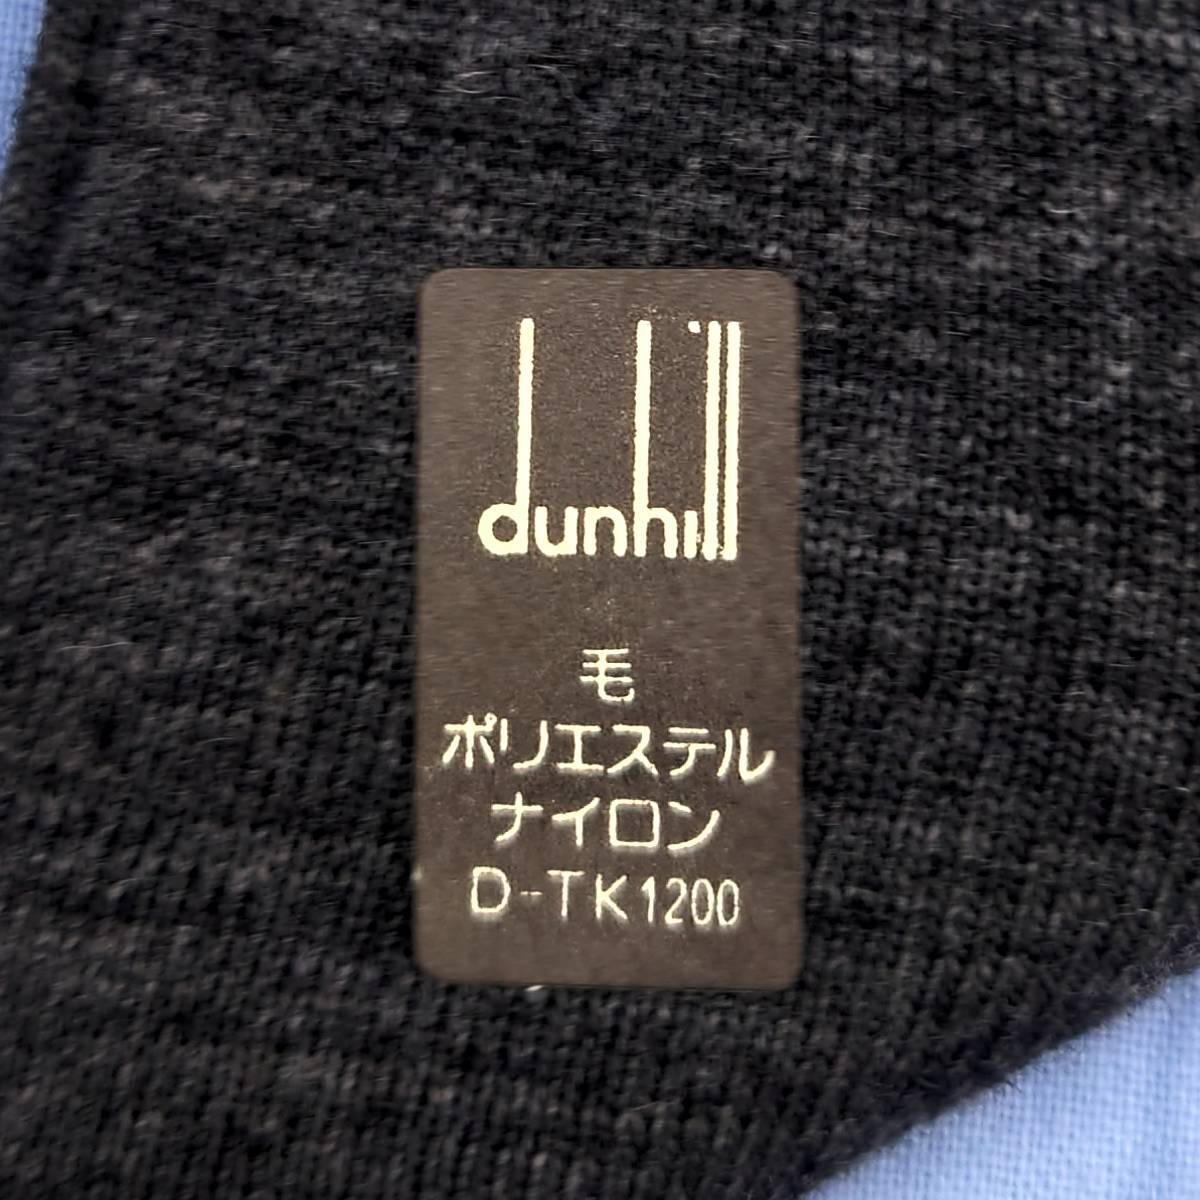 dunhill
毛
ポリエステル
ナイロン
D-TK1200